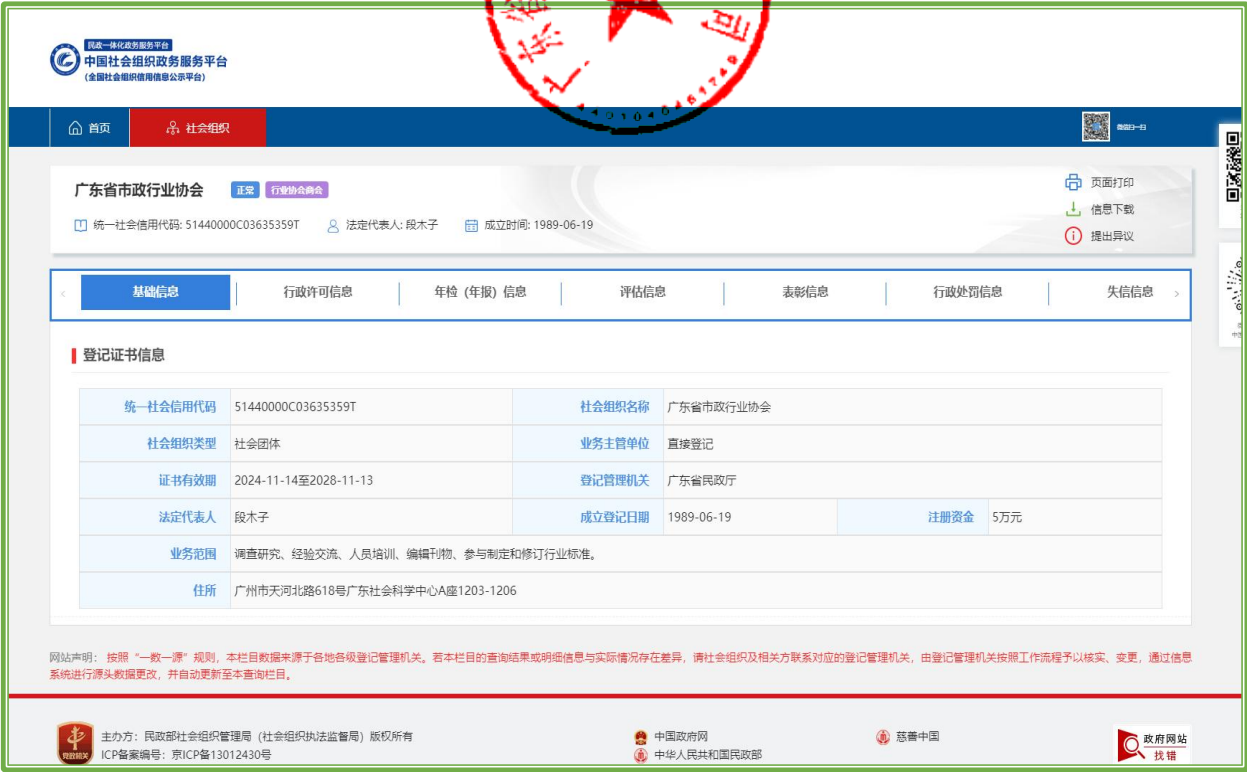 民政一体化政务服务平台
中国社会组织政务服务平台
(全国社会组织信用信息公示平台)
首页
社会组织
广东省市政行业协会
正常
行业协会商会
统一社会信用代码: 51440000C03635359T
法定代表人: 段木子
成立时间: 1989-06-19
页面打印
信息下载
提出异议
基础信息
行政许可信息
年检（年报）信息
评估信息
表彰信息
行政处罚信息
失信信息
登记证书信息
统一社会信用代码 51440000C03635359T 社会组织名称 广东省市政行业协会
社会组织类型 社会团体 业务主管单位 直接登记
证书有效期 2024-11-14至2028-11-13 登记管理机关 广东省民政厅
法定代表人 段木子 成立登记日期 1989-06-19 注册资金 5万元
业务范围 调查研究、经验交流、人员培训、编辑刊物、参与制定和修订行业标准。
住所 广州市天河北路618号广东社会科学中心A座1203-1206
网站声明： 按照“一数一源”规则，本栏目数据来源于各地各级登记管理机关。若本栏目的查询结果或明细信息与实际情况存在差异，请社会组织及相关方联系对应的登记管理机关，由登记管理机关按照工作流程予以核实、变更，通过信息
系统进行源头数据更改，并自动更新至本查询栏目。
党政机关
主办方：民政部社会组织管理局（社会组织执法监督局）版权所有
ICP备案编号：京ICP备13012430号
中国政府网
中华人民共和国民政部
慈善中国
政府网站
找错